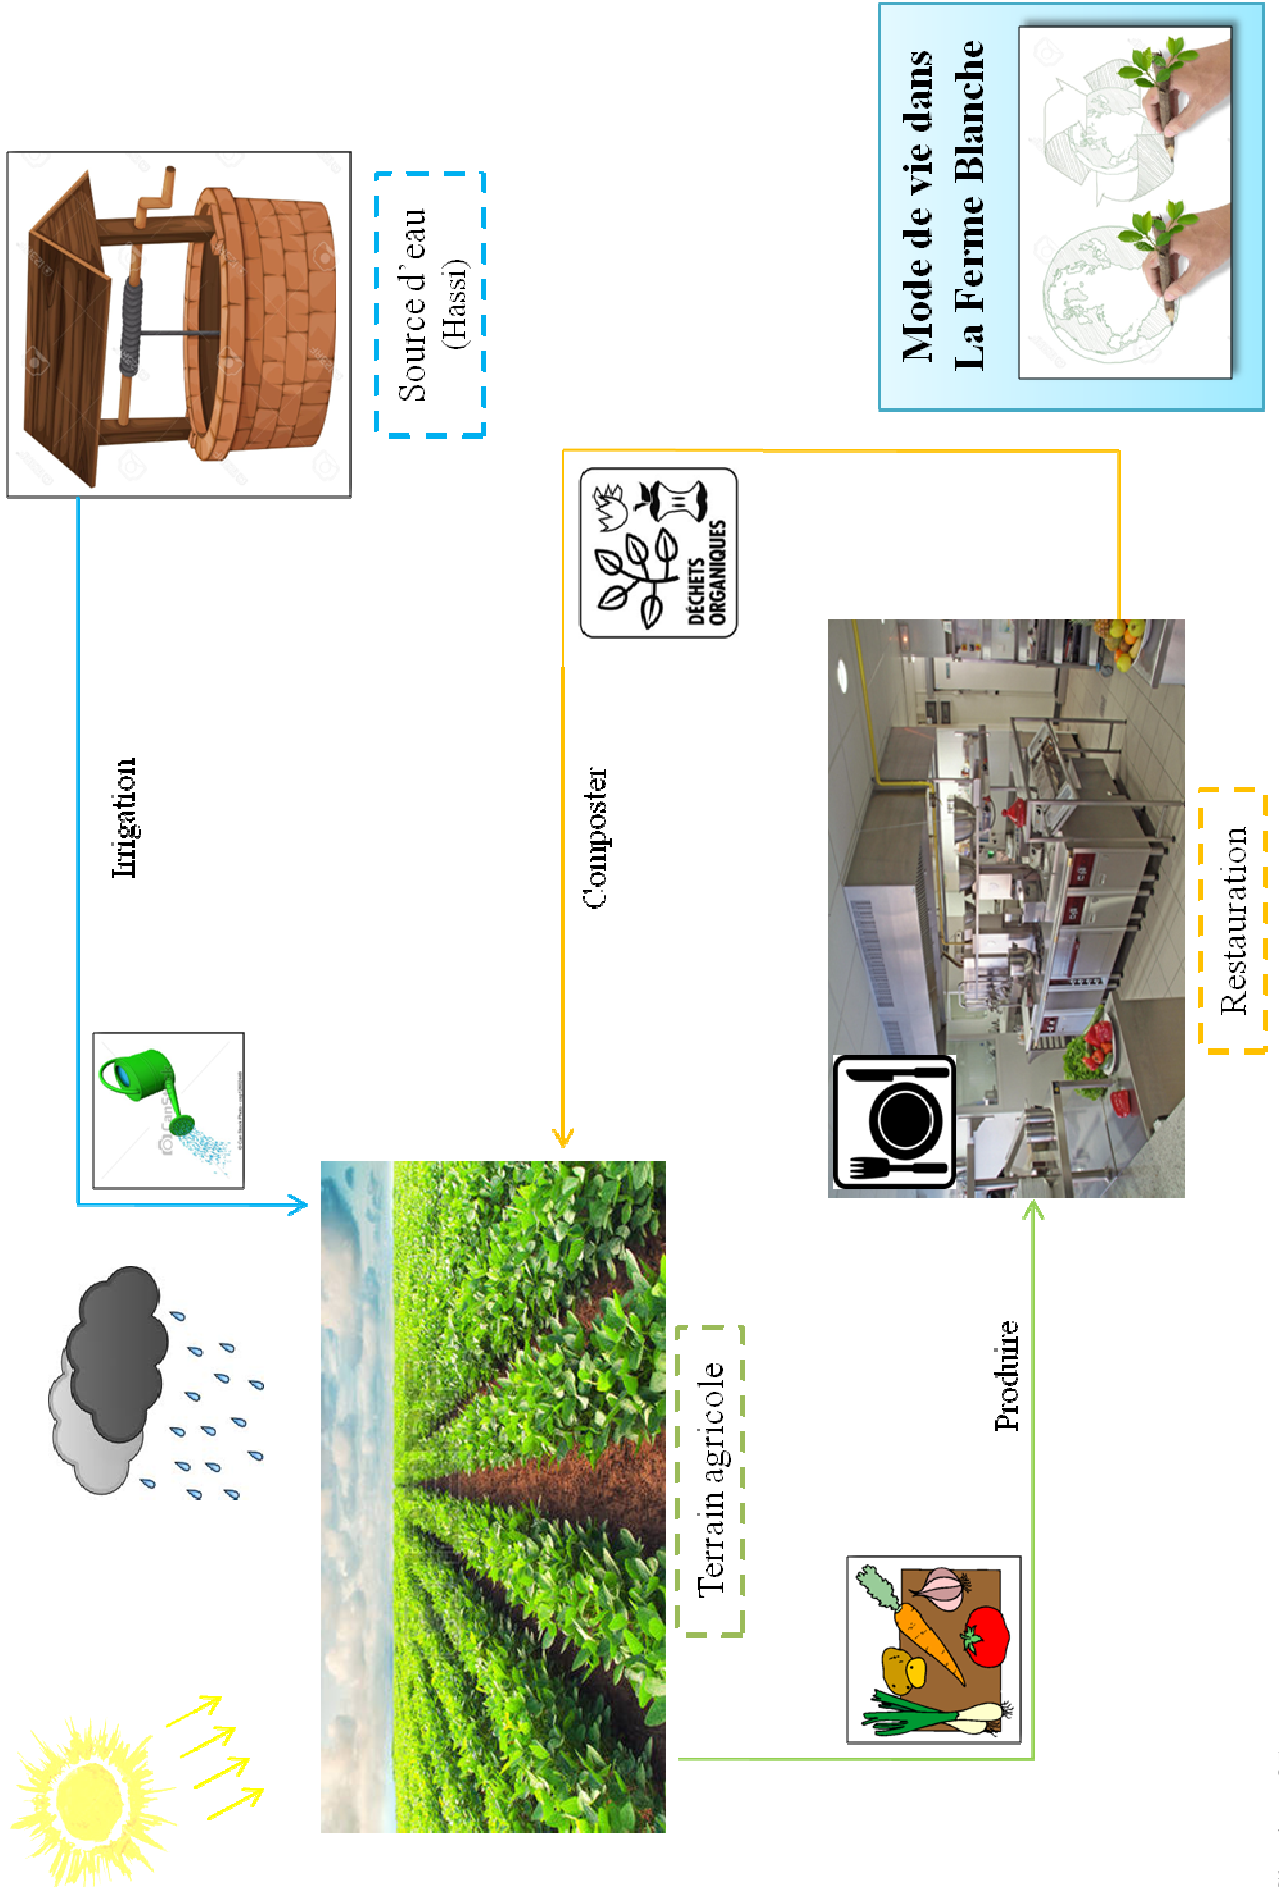 Mode de vie dans
La Ferme Blanche
Source d'eau
(Hassi)
Irrigation
DÉCHETS
ORGANIQUES
Composter
Terrain agricole
Produire
Restauration